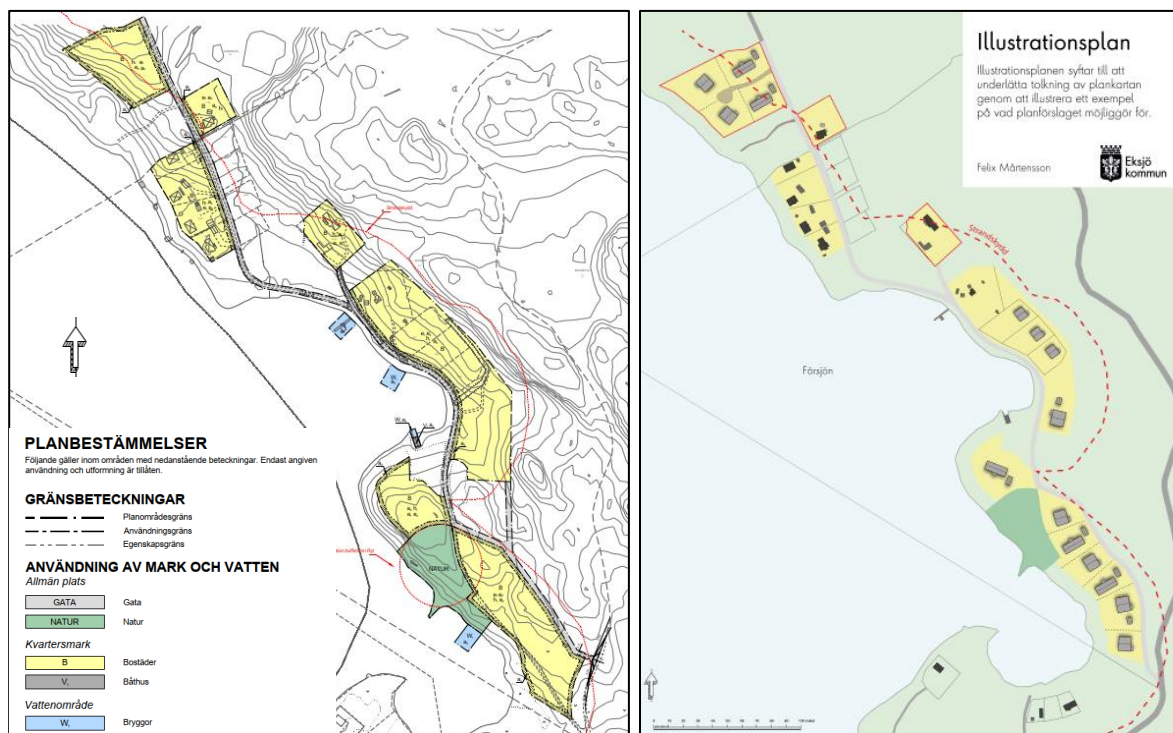 Strandskydd
B
B
B
B
NATUR
B
PLANBESTÄMMELSER
Följande gäller inom områden med nedanstående beteckningar. Endast angiven
användning och utformning är tillåten.
GRÄNSBETECKNINGAR
Planområdesgräns
Användningsgräns
Egenskapsgräns
ANVÄNDNING AV MARK OCH VATTEN
Allmän plats
GATA Gata
NATUR Natur
Kvartersmark
B Bostäder
V, Båthus
Vattenområde
W, Bryggor
Illustrationsplan
Illustrationsplanen syftar till att
underlätta tolkning av plankartan
genom att illustrera ett exempel
på vad planförslaget möjliggör för.
Felix Mårtensson
Eksjö
kommun
Strandskydd
Försjön